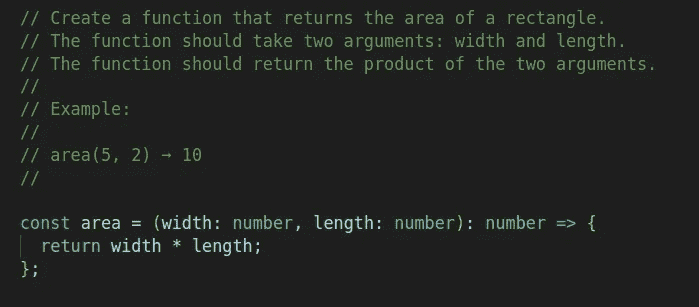 // Create a function that returns the area of a rectangle.
// The function should take two arguments: width and length.
// The function should return the product of the two arguments.
//
// Example:
//
// area(5, 2) → 10
//
const area = (width: number, length: number): number => {
  return width * length;
};